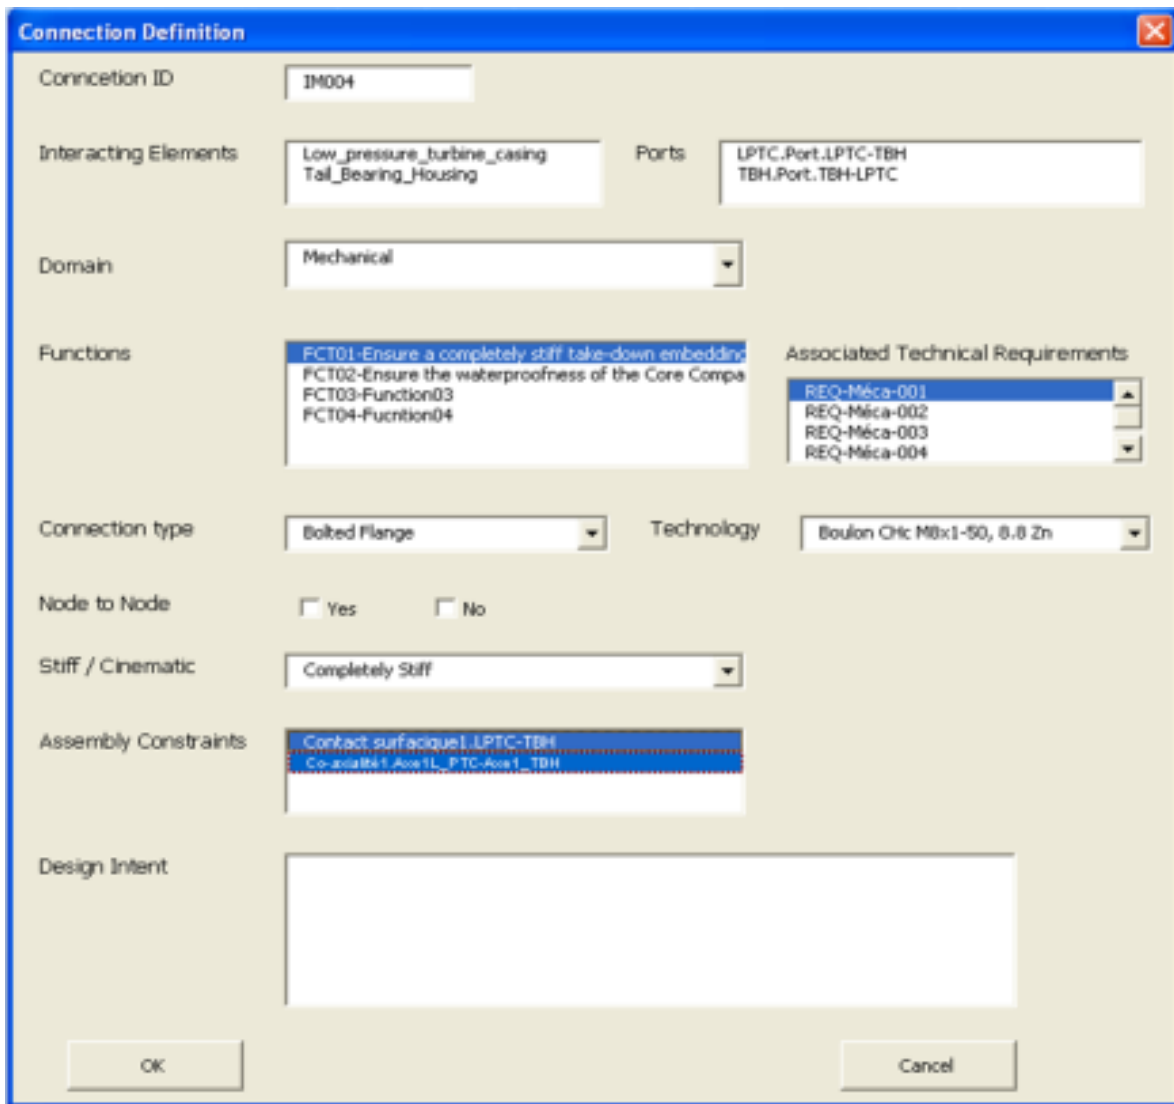 Connection Definition
Conncetion ID
IM004
Interacting Elements
Low_pressure_turbine_casing
Tail_Bearing_Housing
Ports
LPTC.Port.LPTC-TBH
TBH.Port.TBH-LPTC
Domain
Mechanical
Functions
FCT01-Ensure a completely stiff take-down embedding
FCT02-Ensure the waterproofness of the Core Compa
FCT03-Function03
FCT04-Fucntion04
Associated Technical Requirements
REQ-Méca-001
REQ-Méca-002
REQ-Méca-003
REQ-Méca-004
Connection type
Bolted Flange
Technology
Boulon CHc M8x1-50, 8.8 Zn
Node to Node
Yes
No
Stiff / Cinematic
Completely Stiff
Assembly Constraints
Contact surfacique1.LPTC-TBH
Co-axialité1.Axe1L_PTC-Axe1_TBH
Design Intent
OK
Cancel